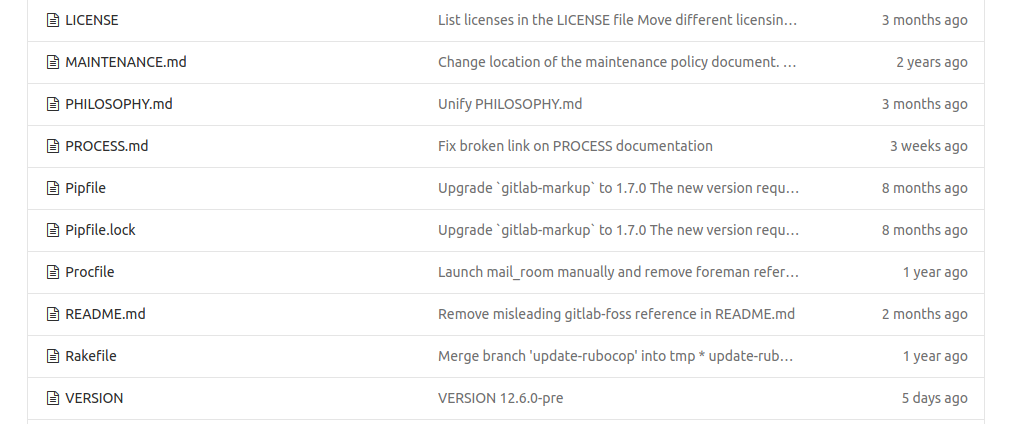 LICENSE List licenses in the LICENSE file Move different licensin… 3 months ago
MAINTENANCE.md Change location of the maintenance policy document. … 2 years ago
PHILOSOPHY.md Unify PHILOSOPHY.md 3 months ago
PROCESS.md Fix broken link on PROCESS documentation 3 weeks ago
Pipfile Upgrade `gitlab-markup` to 1.7.0 The new version requ… 8 months ago
Pipfile.lock Upgrade `gitlab-markup` to 1.7.0 The new version requ… 8 months ago
Procfile Launch mail_room manually and remove foreman refer… 1 year ago
README.md Remove misleading gitlab-foss reference in README.md 2 months ago
Rakefile Merge branch 'update-rubocop' into tmp * update-rub… 1 year ago
VERSION VERSION 12.6.0-pre 5 days ago